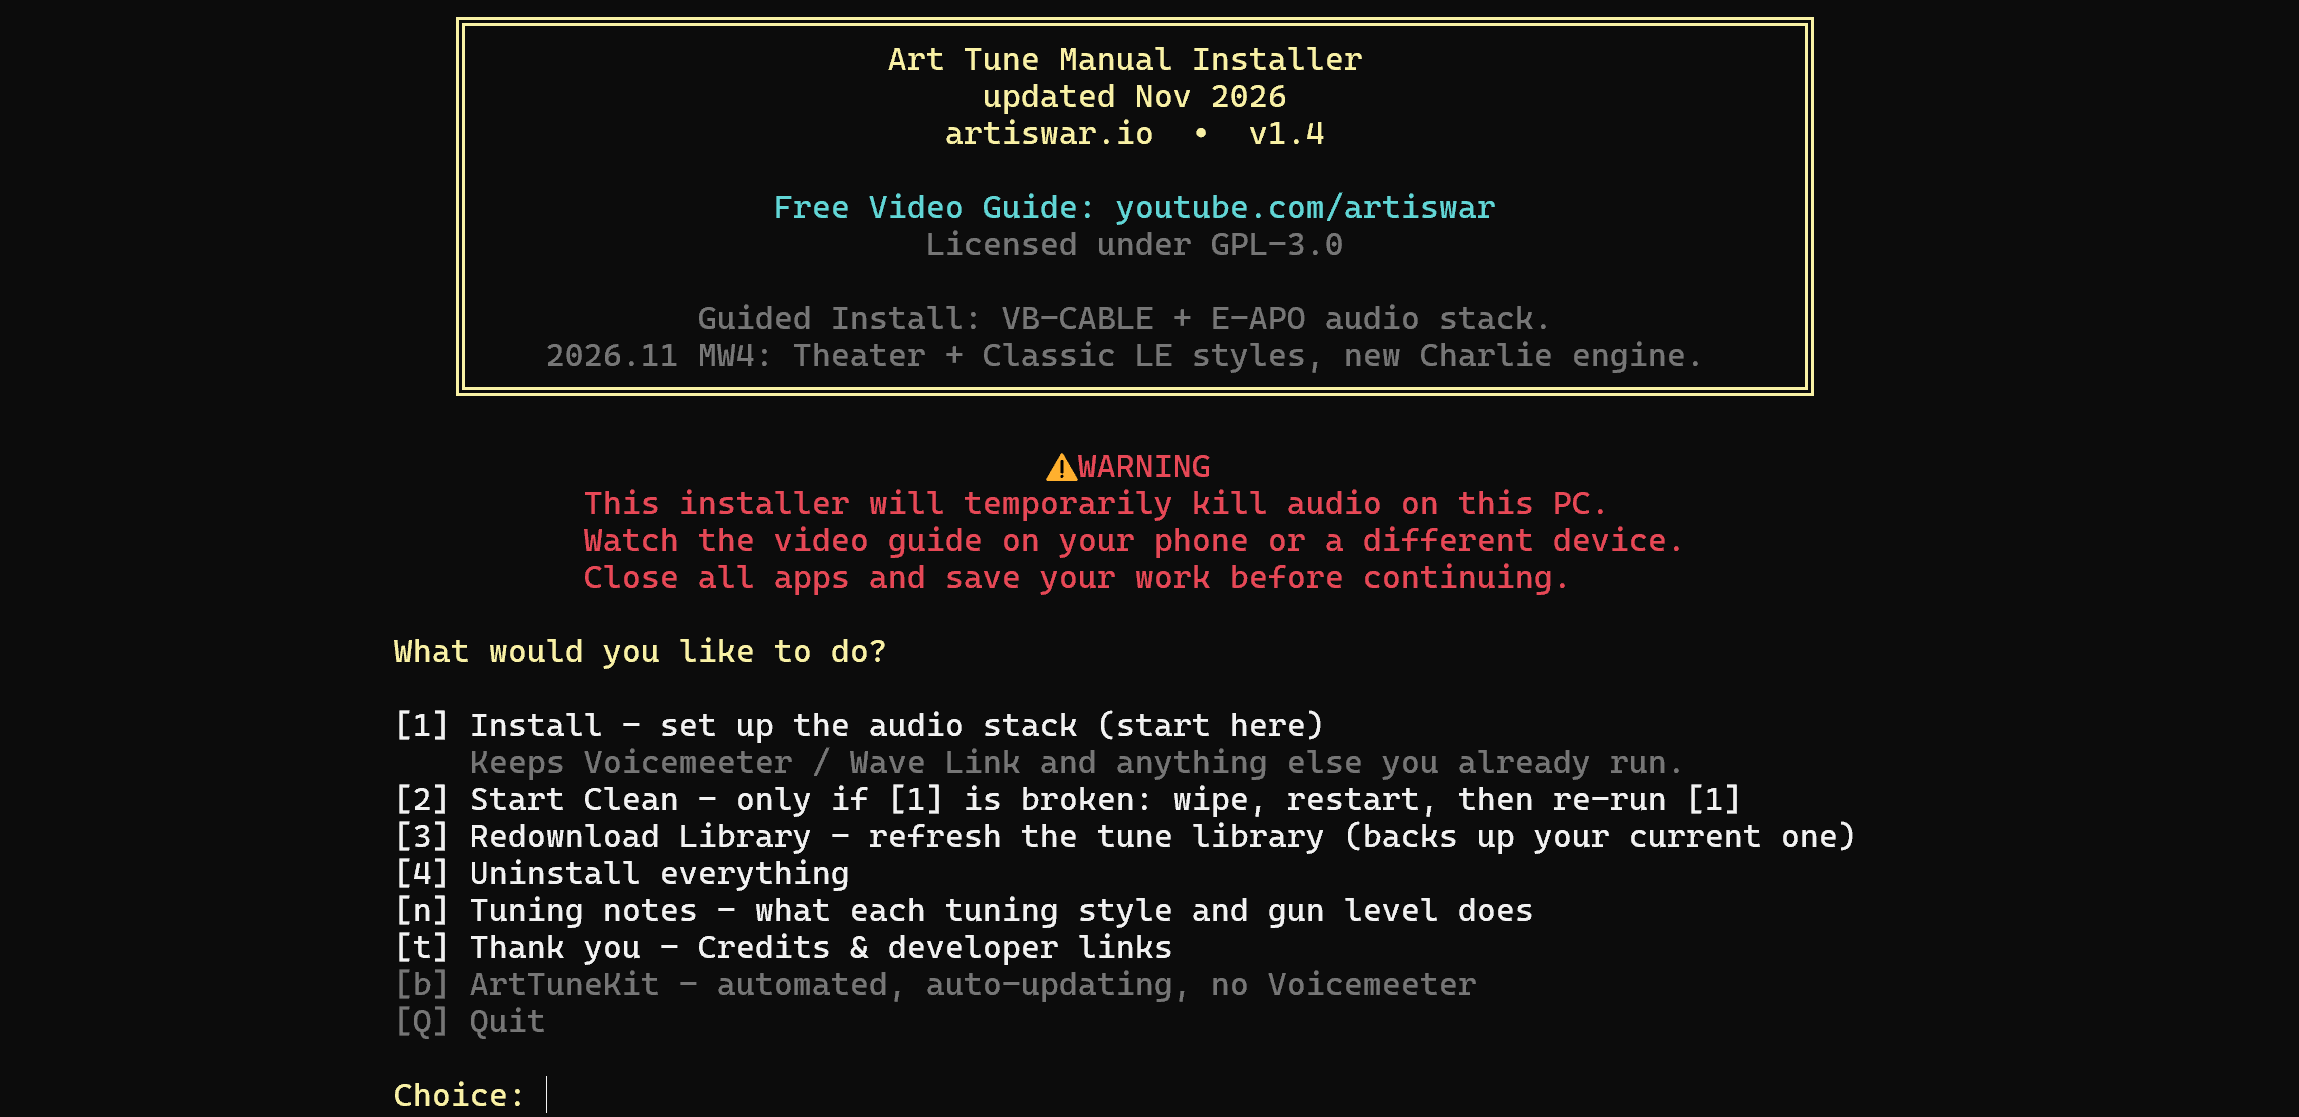 Art Tune Manual Installer
updated Nov 2026
artiswar.io • v1.4
Free Video Guide: youtube.com/artiswar
Licensed under GPL-3.0
Guided Install: VB-CABLE + E-APO audio stack.
2026.11 MW4: Theater + Classic LE styles, new Charlie engine.
⚠WARNING
This installer will temporarily kill audio on this PC.
Watch the video guide on your phone or a different device.
Close all apps and save your work before continuing.
What would you like to do?
[1] Install - set up the audio stack (start here)
Keeps Voicemeeter / Wave Link and anything else you already run.
[2] Start Clean - only if [1] is broken: wipe, restart, then re-run [1]
[3] Redownload Library - refresh the tune library (backs up your current one)
[4] Uninstall everything
[n] Tuning notes - what each tuning style and gun level does
[t] Thank you - Credits & developer links
[b] ArtTuneKit - automated, auto-updating, no Voicemeeter
[Q] Quit
Choice: